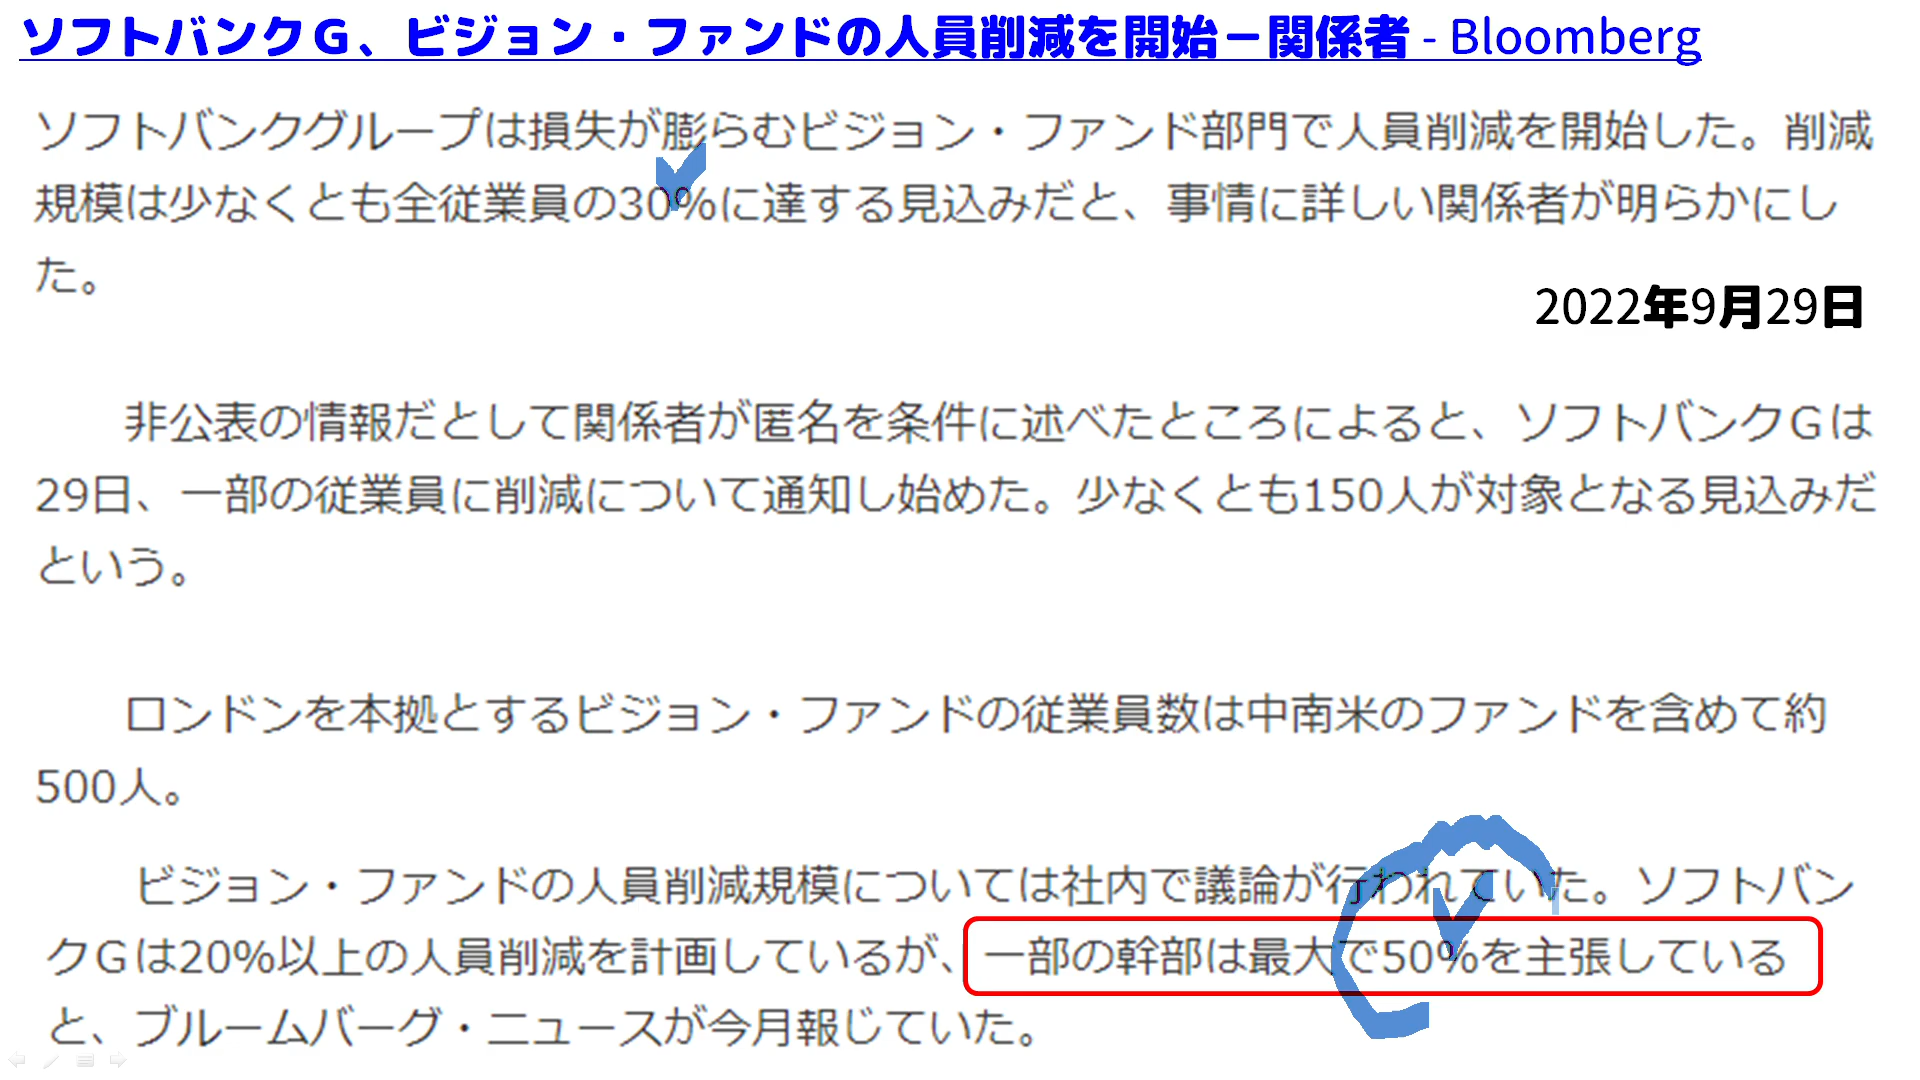 ソフトバンクＧ、ビジョン・ファンドの人員削減を開始－関係者 - Bloomberg
ソフトバンクグループは損失が膨らむビジョン・ファンド部門で人員削減を開始した。削減
規模は少なくとも全従業員の30%に達する見込みだと、事情に詳しい関係者が明らかにし
た。
2022年9月29日
非公表の情報だとして関係者が匿名を条件に述べたところによると、ソフトバンクＧは
29日、一部の従業員に削減について通知し始めた。少なくとも150人が対象となる見込みだ
という。
ロンドンを本拠とするビジョン・ファンドの従業員数は中南米のファンドを含めて約
500人。
ビジョン・ファンドの人員削減規模については社内で議論が行われていた。ソフトバン
クＧは20%以上の人員削減を計画しているが、一部の幹部は最大で50%を主張している
と、ブルームバーグ・ニュースが今月報じていた。